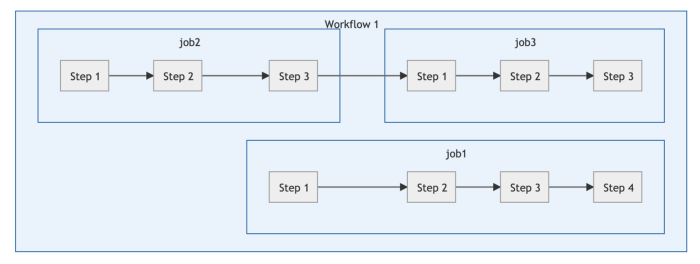 Workflow 1
job2
Step 1 Step 2 Step 3
job3
Step 1 Step 2 Step 3
job1
Step 1 Step 2 Step 3 Step 4